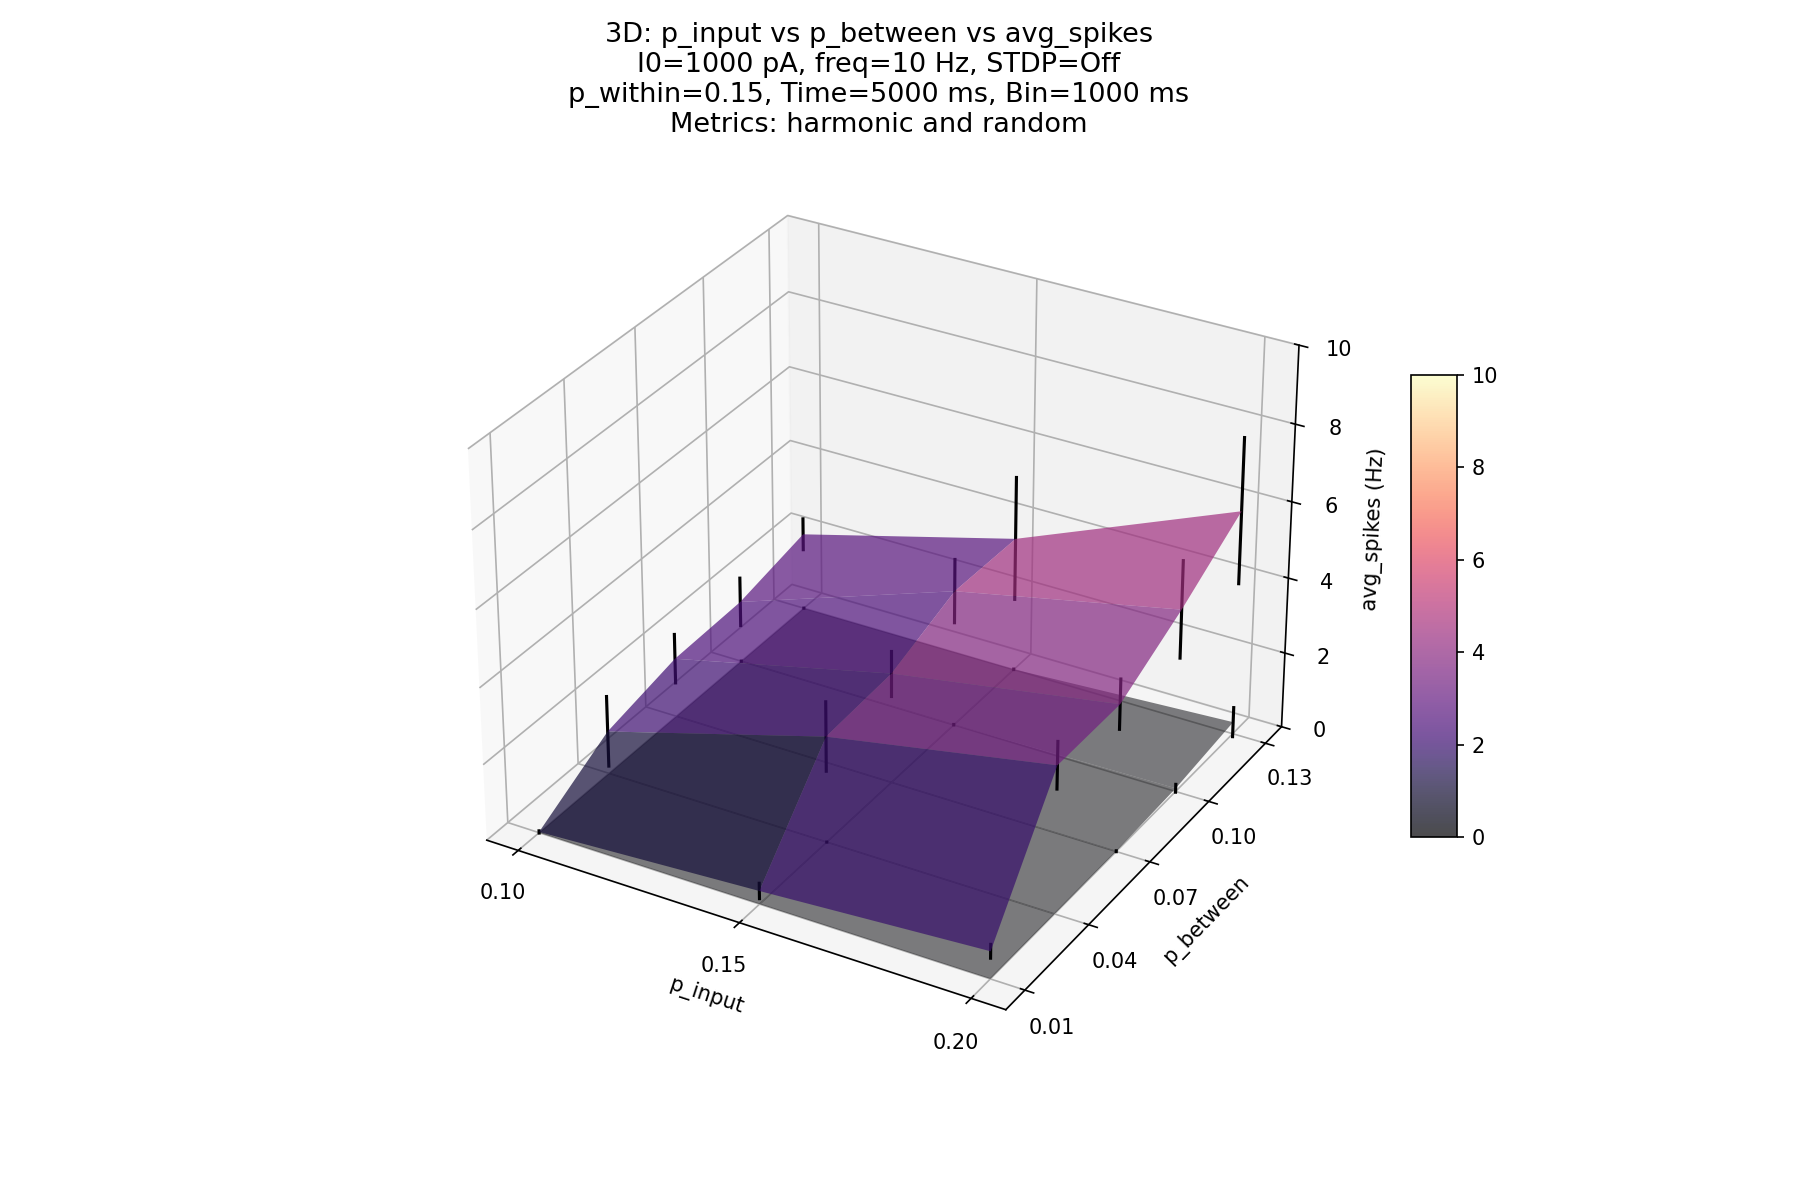 3D: p_input vs p_between vs avg_spikes
I0=1000 pA, freq=10 Hz, STDP=Off
p_within=0.15, Time=5000 ms, Bin=1000 ms
Metrics: harmonic and random
10
8
6
4
2
0
avg_spikes (Hz)
10
8
6
4
2
0
0.10
0.15
0.20
p_input
0.01
0.04
0.07
0.10
0.13
p_between